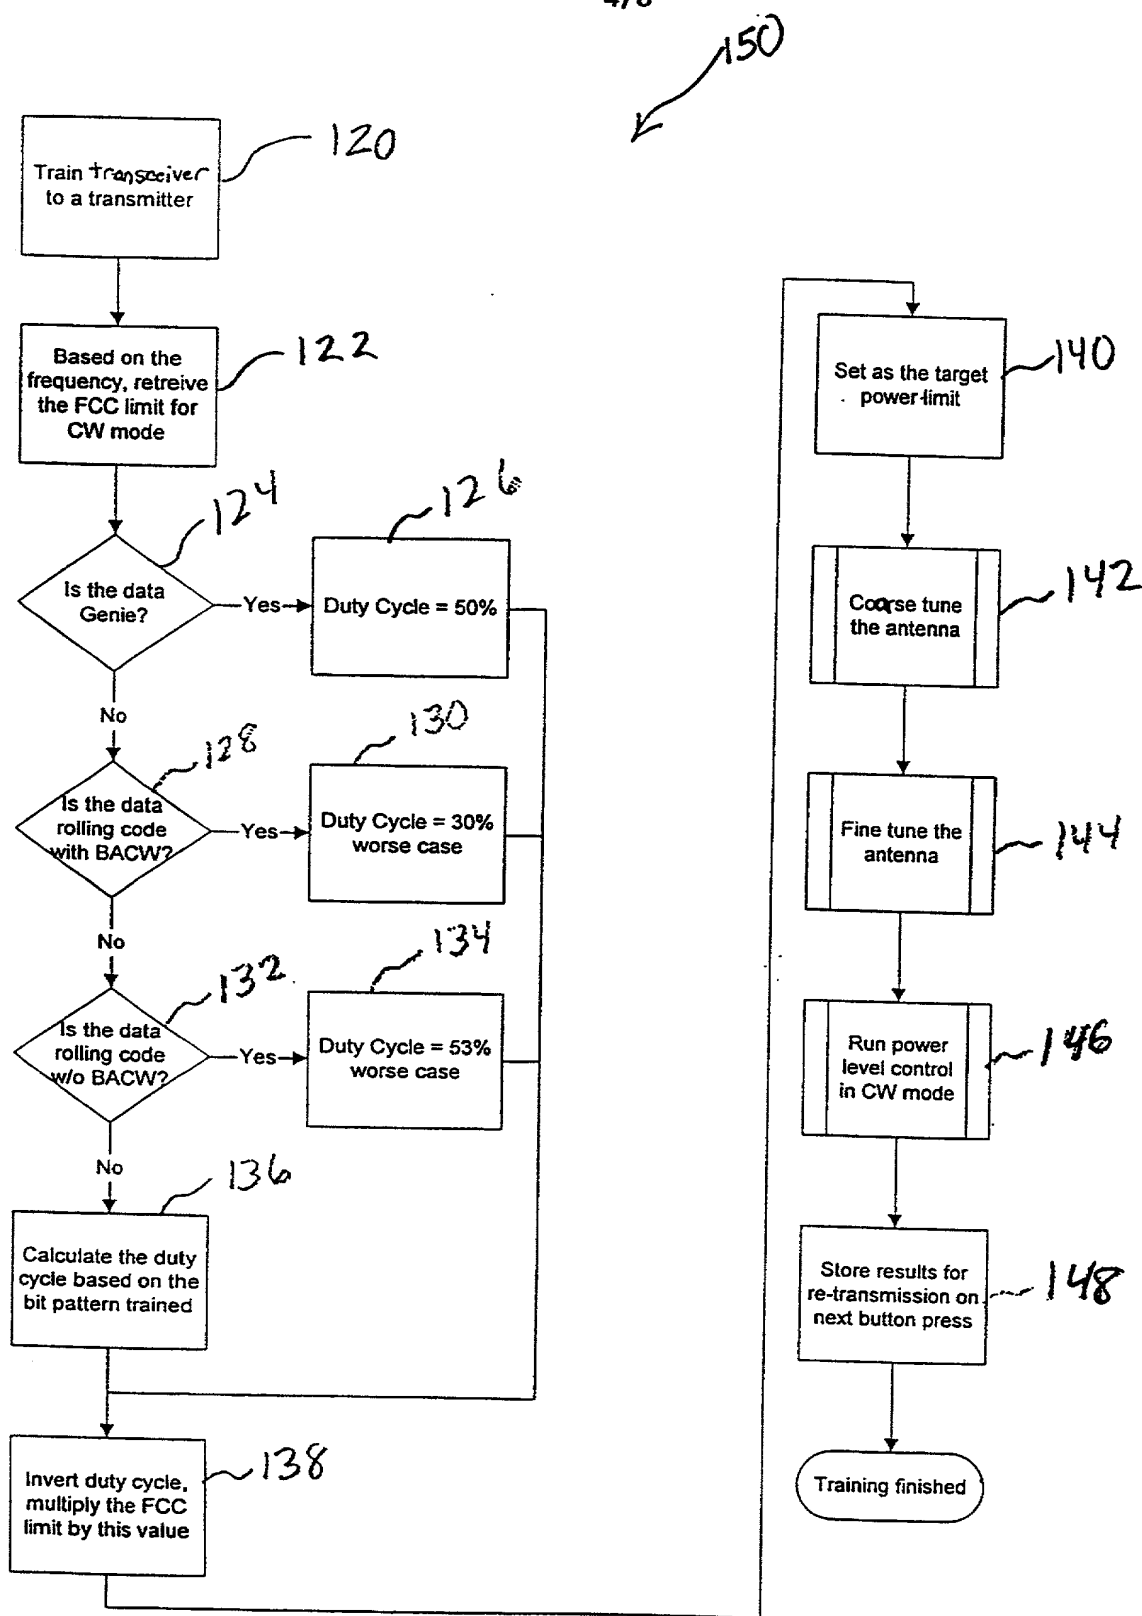 150
120
Train transceiver
to a transmitter
122
Based on the
frequency, retreive
the FCC limit for
CW mode
124
Is the data
Genie?
Yes
126
Duty Cycle = 50%
No
128
Is the data
rolling code
with BACW?
Yes
130
Duty Cycle = 30%
worse case
No
132
Is the data
rolling code
w/o BACW?
Yes
134
Duty Cycle = 53%
worse case
No
136
Calculate the duty
cycle based on the
bit pattern trained
138
Invert duty cycle,
multiply the FCC
limit by this value
140
Set as the target
power limit
142
Coarse tune
the antenna
144
Fine tune the
antenna
146
Run power
level control
in CW mode
148
Store results for
re-transmission on
next button press
Training finished